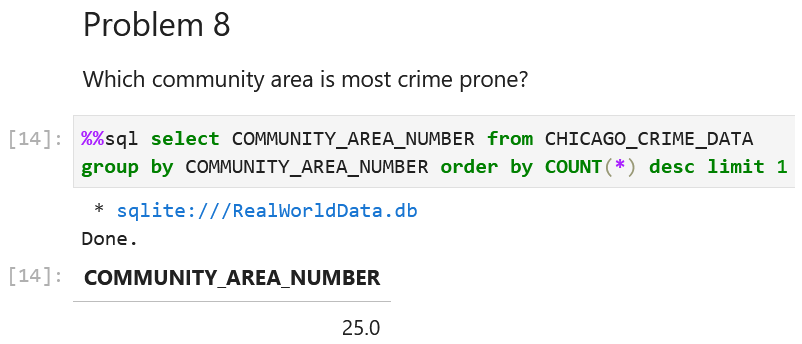 Problem 8
Which community area is most crime prone?
[14]: %%sql select COMMUNITY_AREA_NUMBER from CHICAGO_CRIME_DATA
group by COMMUNITY_AREA_NUMBER order by COUNT(*) desc limit 1
* sqlite:///RealWorldData.db
Done.
[14]: COMMUNITY_AREA_NUMBER
25.0